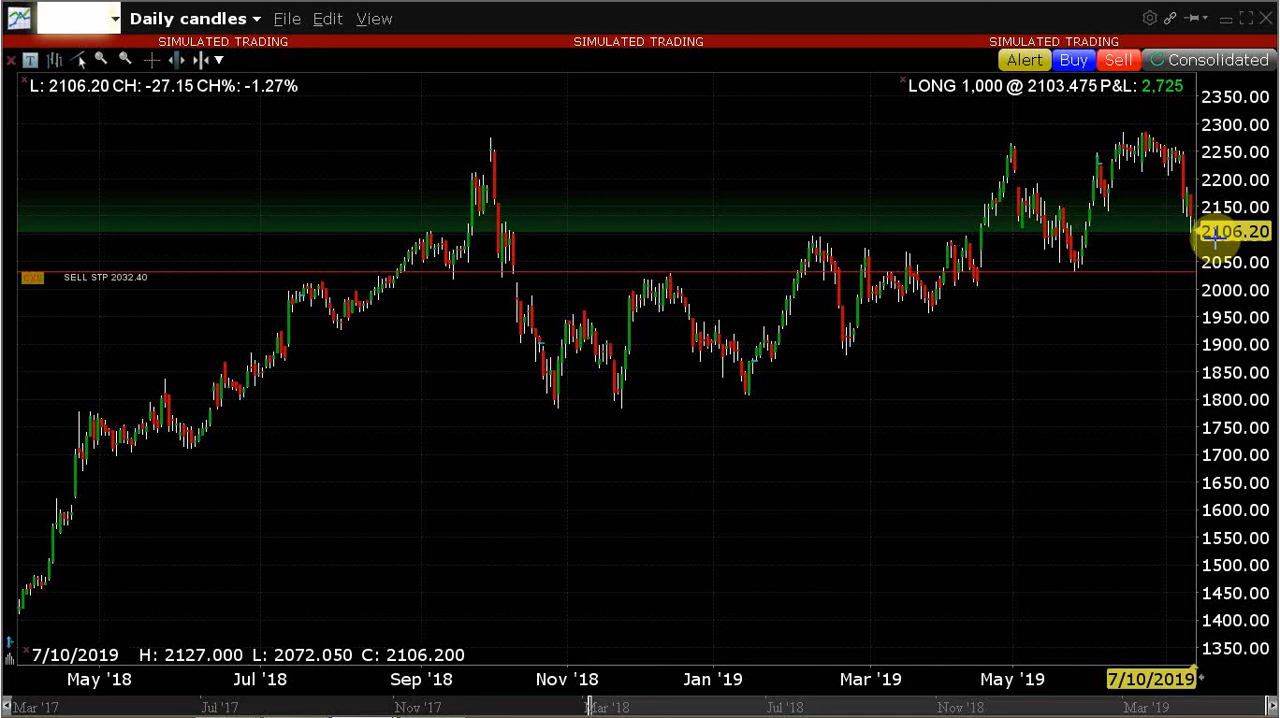 Daily candles File Edit View
SIMULATED TRADING SIMULATED TRADING SIMULATED TRADING
T Alert Buy Sell Consolidated
L: 2106.20 CH: -27.15 CH%: -1.27% LONG 1,000 @ 2103.475 P&L: 2,725
2350.00
2300.00
2250.00
2200.00
2150.00
2106.20
2050.00
SELL STP 2032.40
2000.00
1950.00
1900.00
1850.00
1800.00
1750.00
1700.00
1650.00
1600.00
1550.00
1500.00
1450.00
1400.00
1350.00
7/10/2019 H: 2127.000 L: 2072.050 C: 2106.200
May '18 Jul '18 Sep '18 Nov '18 Jan '19 Mar '19 May '19 7/10/2019
Mar '17 Jul '17 Nov '17 Mar '18 Jul '18 Nov '18 Mar '19